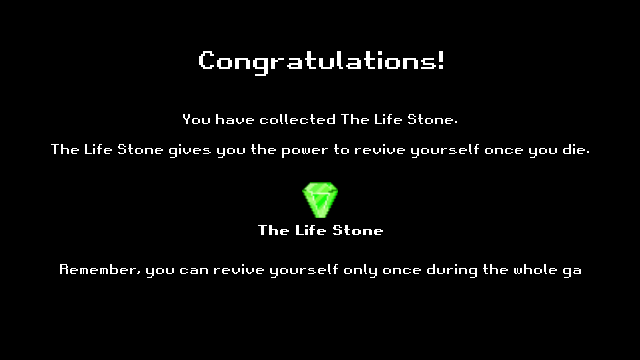 Congratulations!
You have collected The Life Stone.
The Life Stone gives you the power to revive yourself once you die.
The Life Stone
Remember, you can revive yourself only once during the whole ga